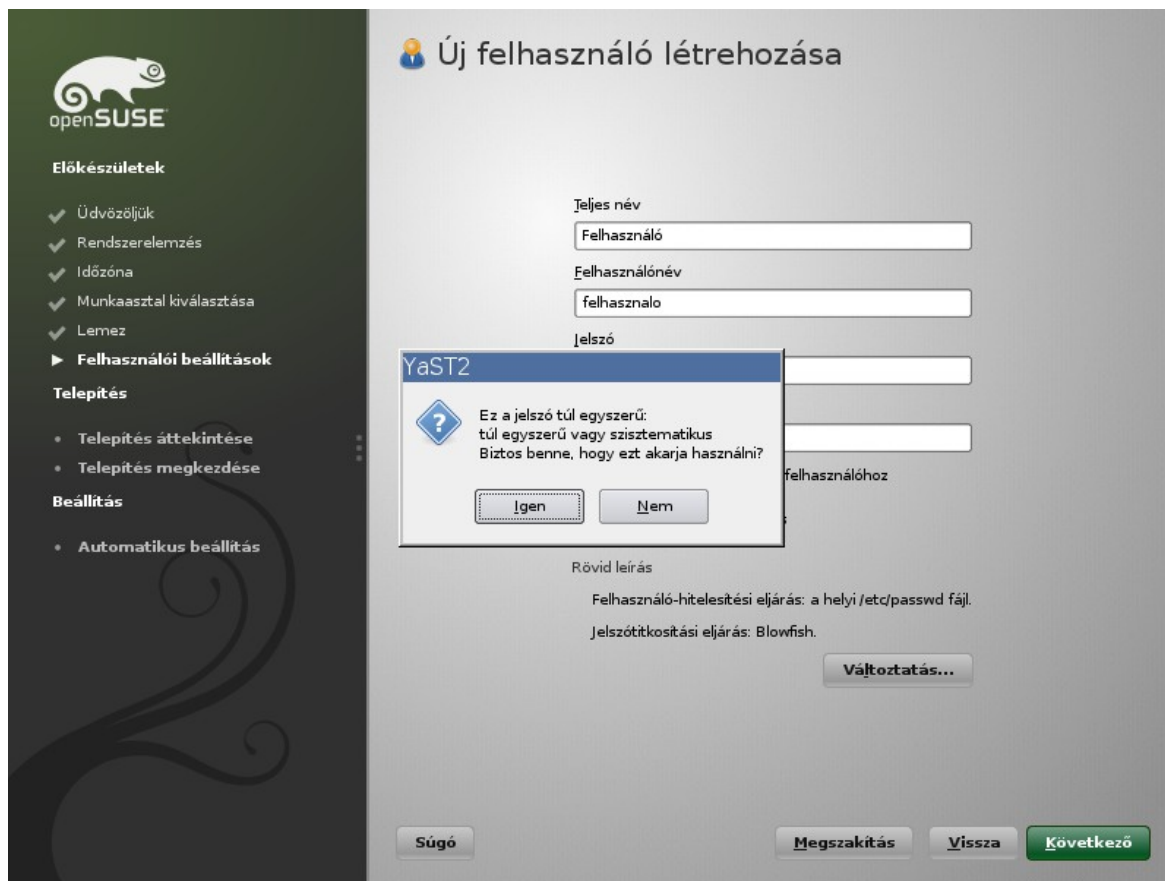 openSUSE
Előkészületek
Üdvözöljük
Rendszerelemzés
Időzóna
Munkaasztal kiválasztása
Lemez
Felhasználói beállítások
Telepítés
Telepítés áttekintése
Telepítés megkezdése
Beállítás
Automatikus beállítás
Új felhasználó létrehozása
Teljes név
Felhasználó
Felhasználónév
felhasznalo
Jelszó
YaST2
Ez a jelszó túl egyszerű:
túl egyszerű vagy szisztematikus
Biztos benne, hogy ezt akarja használni?
Igen
Nem
felhasználóhoz
Rövid leírás
Felhasználó-hitelesítési eljárás: a helyi /etc/passwd fájl.
Jelszótitkosítási eljárás: Blowfish.
Változtatás...
Súgó
Megszakítás
Vissza
Következő